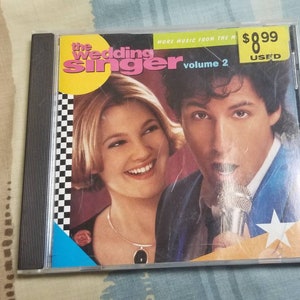 MORE MUSIC FROM THE M
$8.99
USED
the
wedding
singer
volume 2